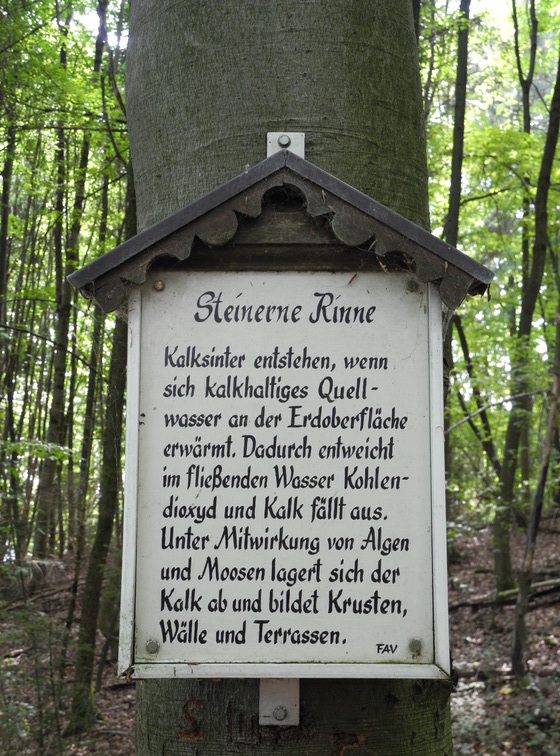 Steinerne Rinne
Kalksinter entstehen, wenn
sich kalkhaltiges Quell-
wasser an der Erdoberfläche
erwärmt. Dadurch entweicht
im fließenden Wasser Kohlen-
dioxyd und Kalk fällt aus.
Unter Mitwirkung von Algen
und Moosen lagert sich der
Kalk ab und bildet Krusten,
Wälle und Terrassen.
FAV